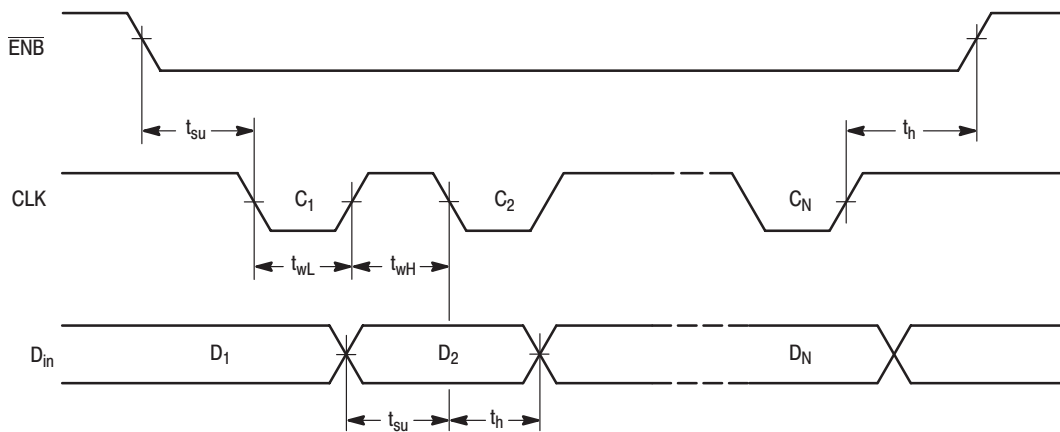 ENB
t_su
t_h
CLK
C_1
C_2
C_N
t_wL
t_wH
D_in
D_1
D_2
D_N
t_su
t_h